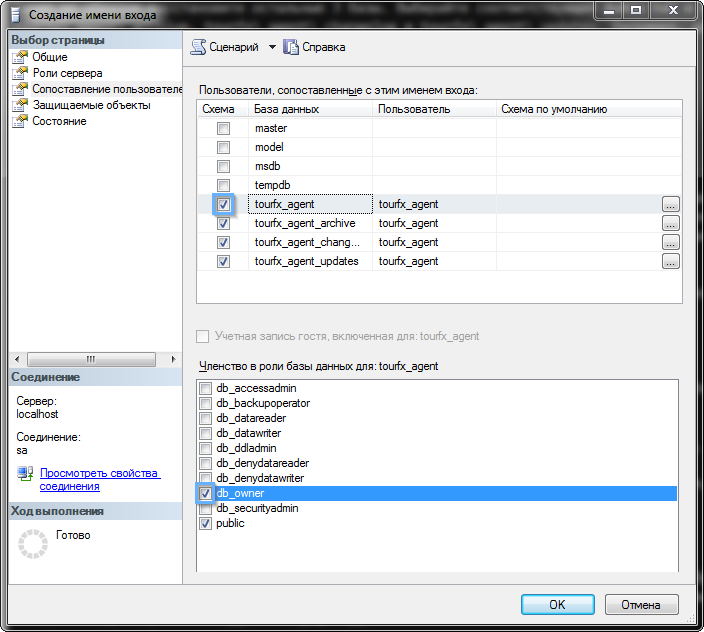 Создание имени входа
Выбор страницы
Общие
Роли сервера
Сопоставление пользователе
Защищаемые объекты
Состояние
Сценарий
Справка
Пользователи, сопоставленные с этим именем входа:
Схема База данных Пользователь Схема по умолчанию
master
model
msdb
tempdb
tourfx_agent tourfx_agent ...
tourfx_agent_archive tourfx_agent ...
tourfx_agent_chang... tourfx_agent ...
tourfx_agent_updates tourfx_agent ...
Учетная запись гостя, включенная для: tourfx_agent
Членство в роли базы данных для: tourfx_agent
db_accessadmin
db_backupoperator
db_datareader
db_datawriter
db_ddladmin
db_denydatareader
db_denydatawriter
db_owner
db_securityadmin
public
Соединение
Сервер:
localhost
Соединение:
sa
Просмотреть свойства
соединения
Ход выполнения
Готово
OK
Отмена